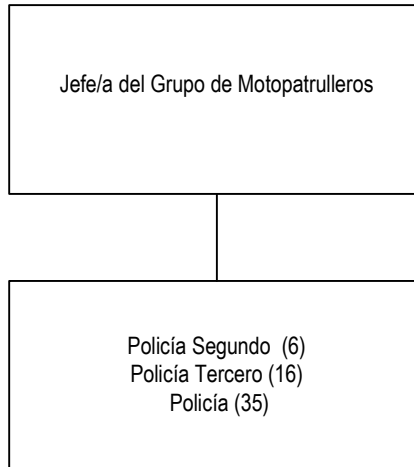 Jefe/a del Grupo de Motopatrulleros
Policía Segundo (6)
Policía Tercero (16)
Policía (35)